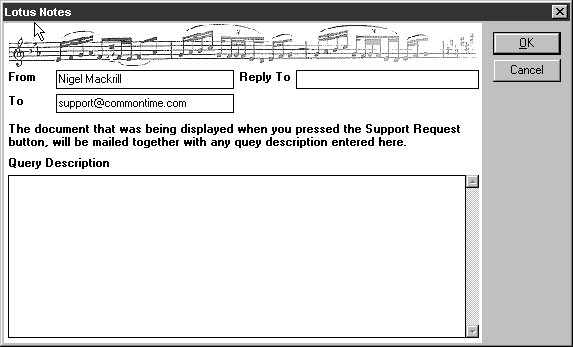 Lotus Notes
OK
Cancel
From Nigel Mackrill Reply To
To support@commontime.com
The document that was being displayed when you pressed the Support Request
button, will be mailed together with any quey description entered here.
Query Description